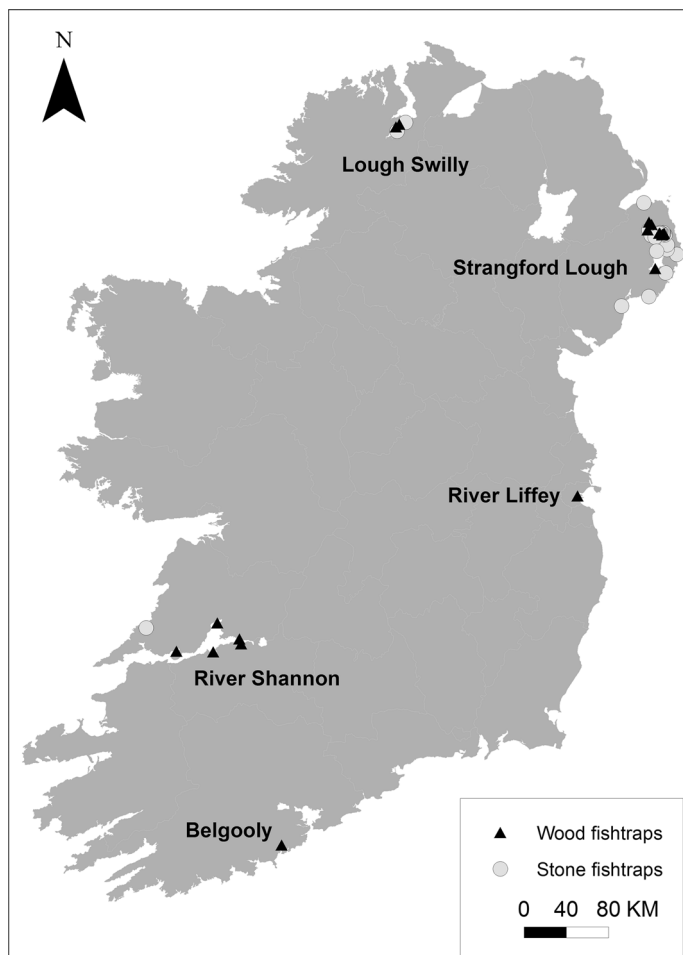 N
Lough Swilly
Strangford Lough
River Liffey
River Shannon
Belgooly
Wood fishtraps
Stone fishtraps
0 40 80 KM